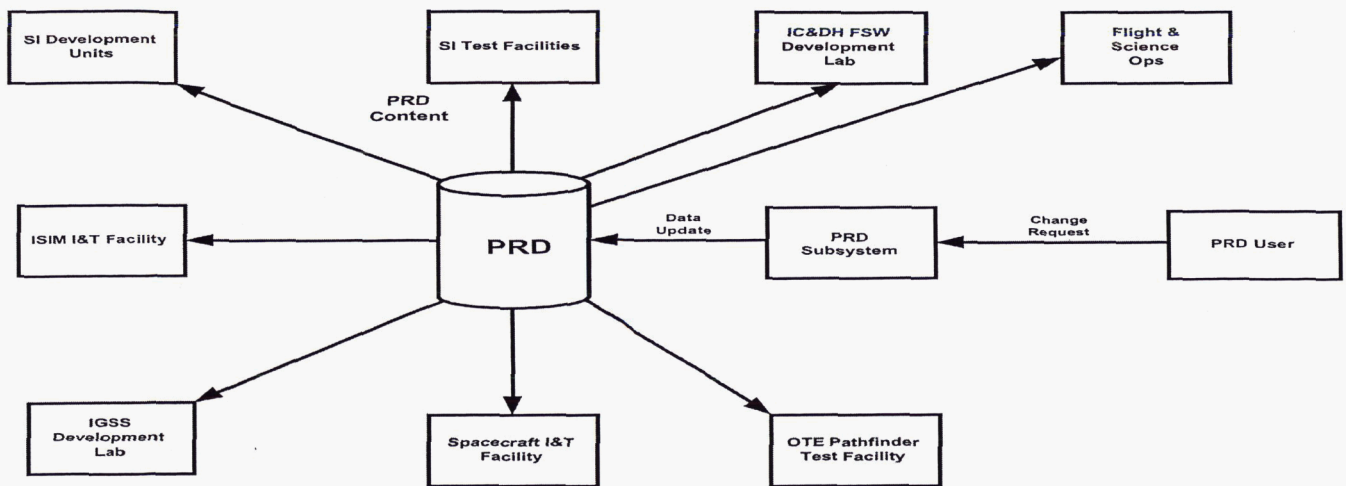 SI Development
Units
SI Test Facilities
IC&DH FSW
Development
Lab
Flight &
Science
Ops
PRD
Content
ISIM I&T Facility
PRD
Data
Update
PRD
Subsystem
Change
Request
PRD User
IGSS
Development
Lab
Spacecraft I&T
Facility
OTE Pathfinder
Test Facility